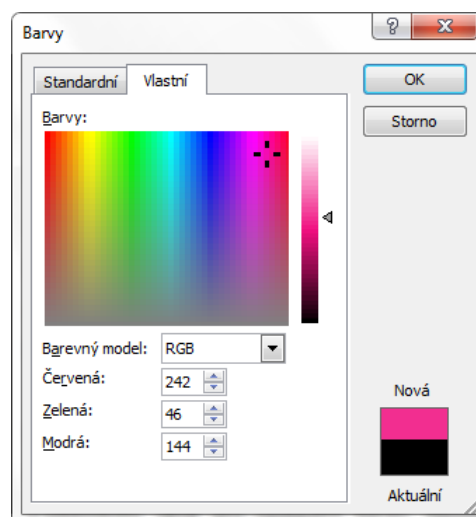 Barvy
Standardní Vlastní
OK
Storno
Barvy:
Barevný model: RGB
Červená: 242
Zelená: 46
Modrá: 144
Nová
Aktuální